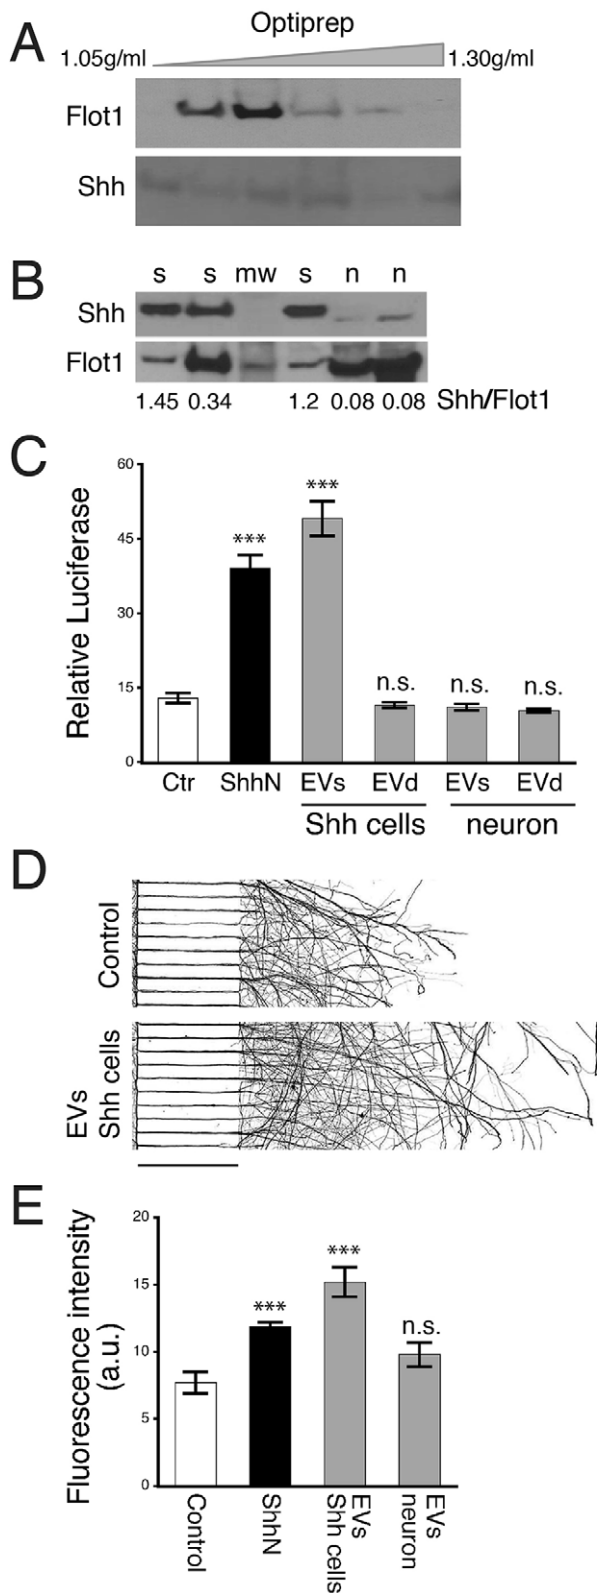 A
Optiprep
1.05g/ml
1.30g/ml
Flot1
Shh
B
s s mw s n n
Shh
Flot1
1.45 0.34 1.2 0.08 0.08 Shh/Flot1
C
Relative Luciferase
60
45
30
15
0
*** *** n.s. n.s. n.s.
Ctr ShhN EVs EVd EVs EVd
Shh cells neuron
D
Control
EVs
Shh cells
E
Fluorescence intensity
(a.u.)
20
15
10
5
0
*** *** n.s.
Control
ShhN
EVs
Shh cells
EVs
neuron